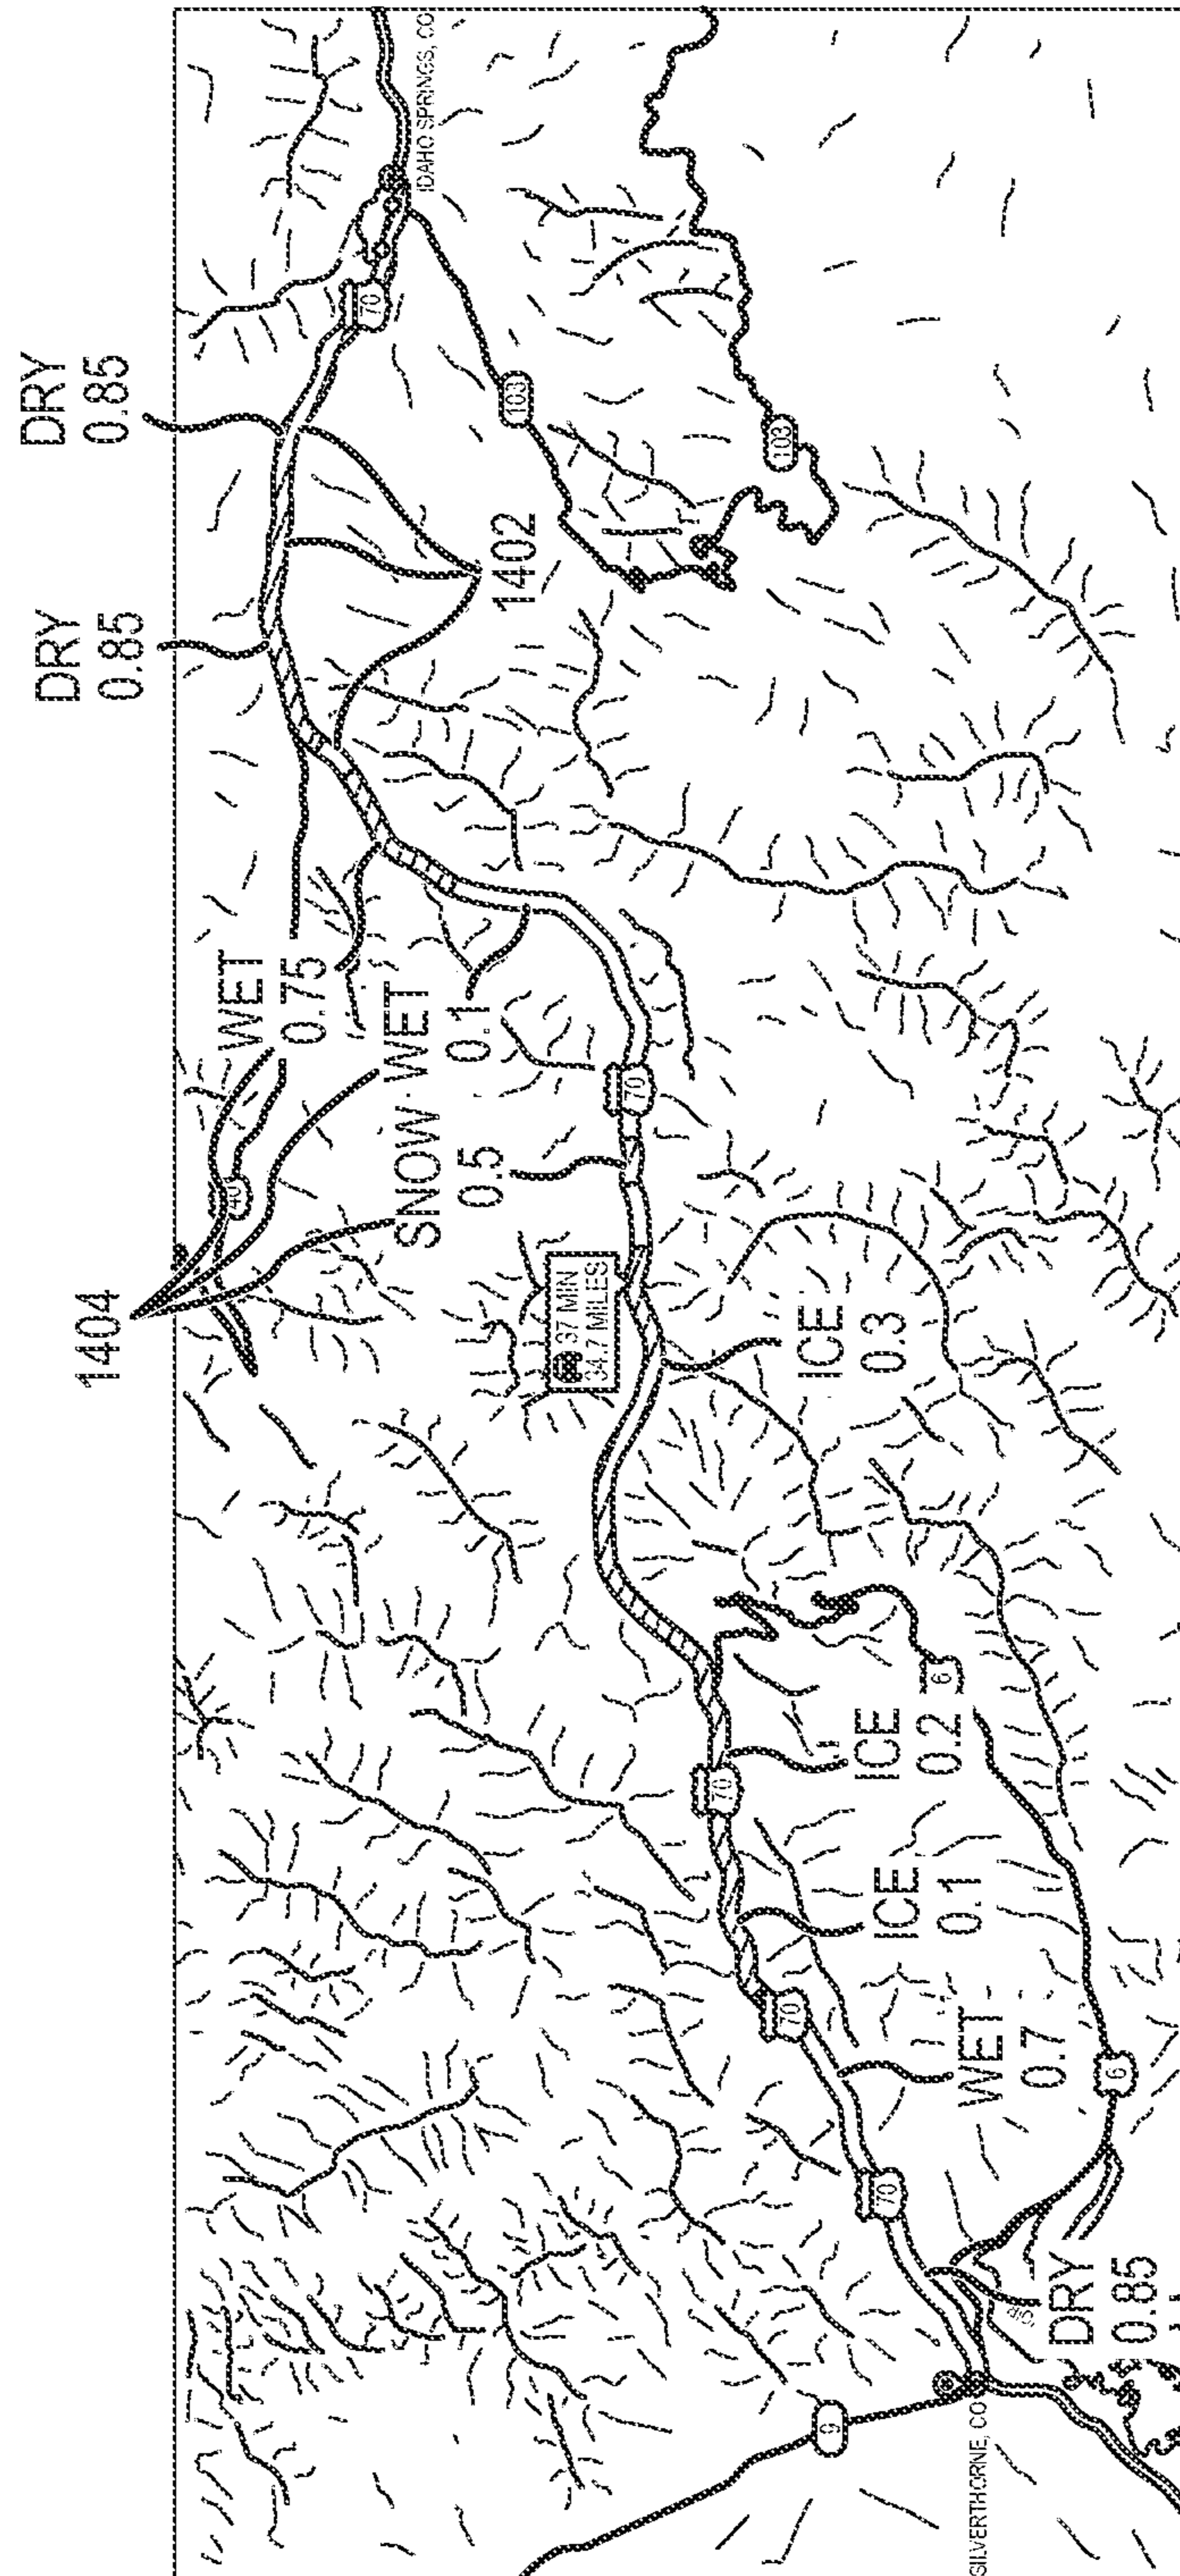 DRY
0.85
DRY
0.85
IDAHO SPRINGS, CO
70
103
103
1402
WET
0.75
WET
0.1
SNOW
0.5
70
40
1404
37 MIN
34.7 MILES
ICE
0.3
ICE
0.2
6
70
ICE
0.1
70
WET
0.7
6
70
DRY
0.85
9
SILVERTHORNE, CO